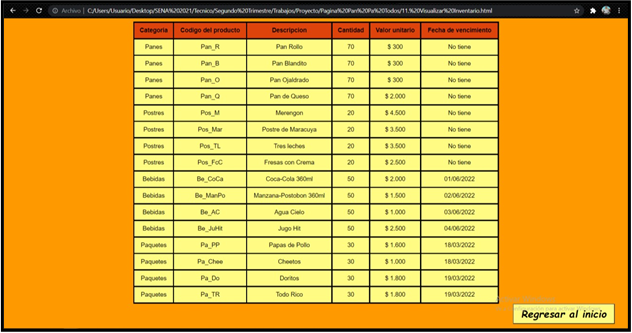 Archivo | C:/Users/Usuario/Desktop/SENA%202021/Tecnico/Segundo%20Trimestre/Trabajos/Proyecto/Pagina%20Pan%20Pa%20Todos/11.%20Visualizar%20Inventario.html
Categoria Codigo del producto Descripcion Cantidad Valor unitario Fecha de vencimiento
Panes Pan_R Pan Rollo 70 $ 300 No tiene
Panes Pan_B Pan Blandito 70 $ 300 No tiene
Panes Pan_O Pan Ojaldrado 70 $ 300 No tiene
Panes Pan_Q Pan de Queso 70 $ 2.000 No tiene
Postres Pos_M Merengon 20 $ 4.500 No tiene
Postres Pos_Mar Postre de Maracuya 20 $ 3.500 No tiene
Postres Pos_TL Tres leches 20 $ 3.500 No tiene
Postres Pos_FcC Fresas con Crema 20 $ 2.500 No tiene
Bebidas Be_CoCa Coca-Cola 360ml 50 $ 2.000 01/06/2022
Bebidas Be_ManPo Manzana-Postobon 360ml 50 $ 1.500 02/06/2022
Bebidas Be_AC Agua Cielo 50 $ 1.000 03/06/2022
Bebidas Be_JuHit Jugo Hit 50 $ 2.500 04/06/2022
Paquetes Pa_PP Papas de Pollo 30 $ 1.600 18/03/2022
Paquetes Pa_Chee Cheetos 30 $ 1.000 18/03/2022
Paquetes Pa_Do Doritos 30 $ 1.800 19/03/2022
Paquetes Pa_TR Todo Rico 30 $ 1.800 19/03/2022
Regresar al inicio